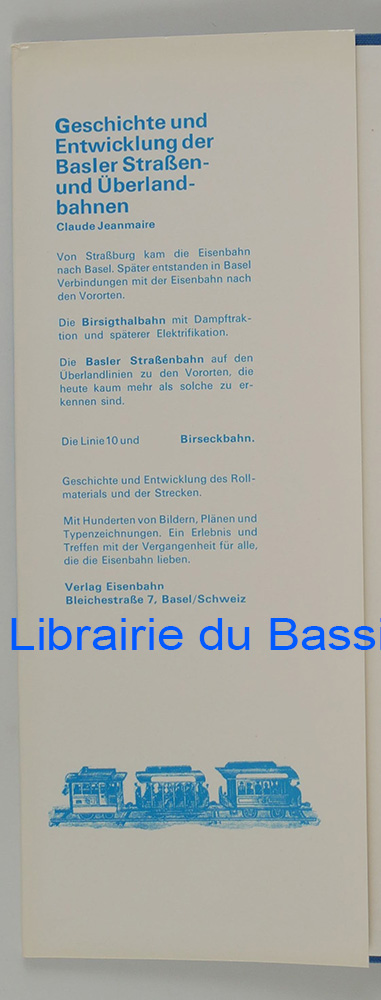 Geschichte und
Entwicklung der
Basler Straßen-
und Überland-
bahnen
Claude Jeanmaire
Von Straßburg kam die Eisenbahn
nach Basel. Später entstanden in Basel
Verbindungen mit der Eisenbahn nach
den Vororten.
Die Birsigthalbahn mit Dampftrak-
tion und späterer Elektrifikation.
Die Basler Straßenbahn auf den
Überlandlinien zu den Vororten, die
heute kaum mehr als solche zu er-
kennen sind.
Die Linie 10 und Birseckbahn.
Geschichte und Entwicklung des Roll-
materials und der Strecken.
Mit Hunderten von Bildern, Plänen und
Typenzeichnungen. Ein Erlebnis und
Treffen mit der Vergangenheit für alle,
die die Eisenbahn lieben.
Verlag Eisenbahn
Bleichestraße 7, Basel/Schweiz
Librairie du Bassi